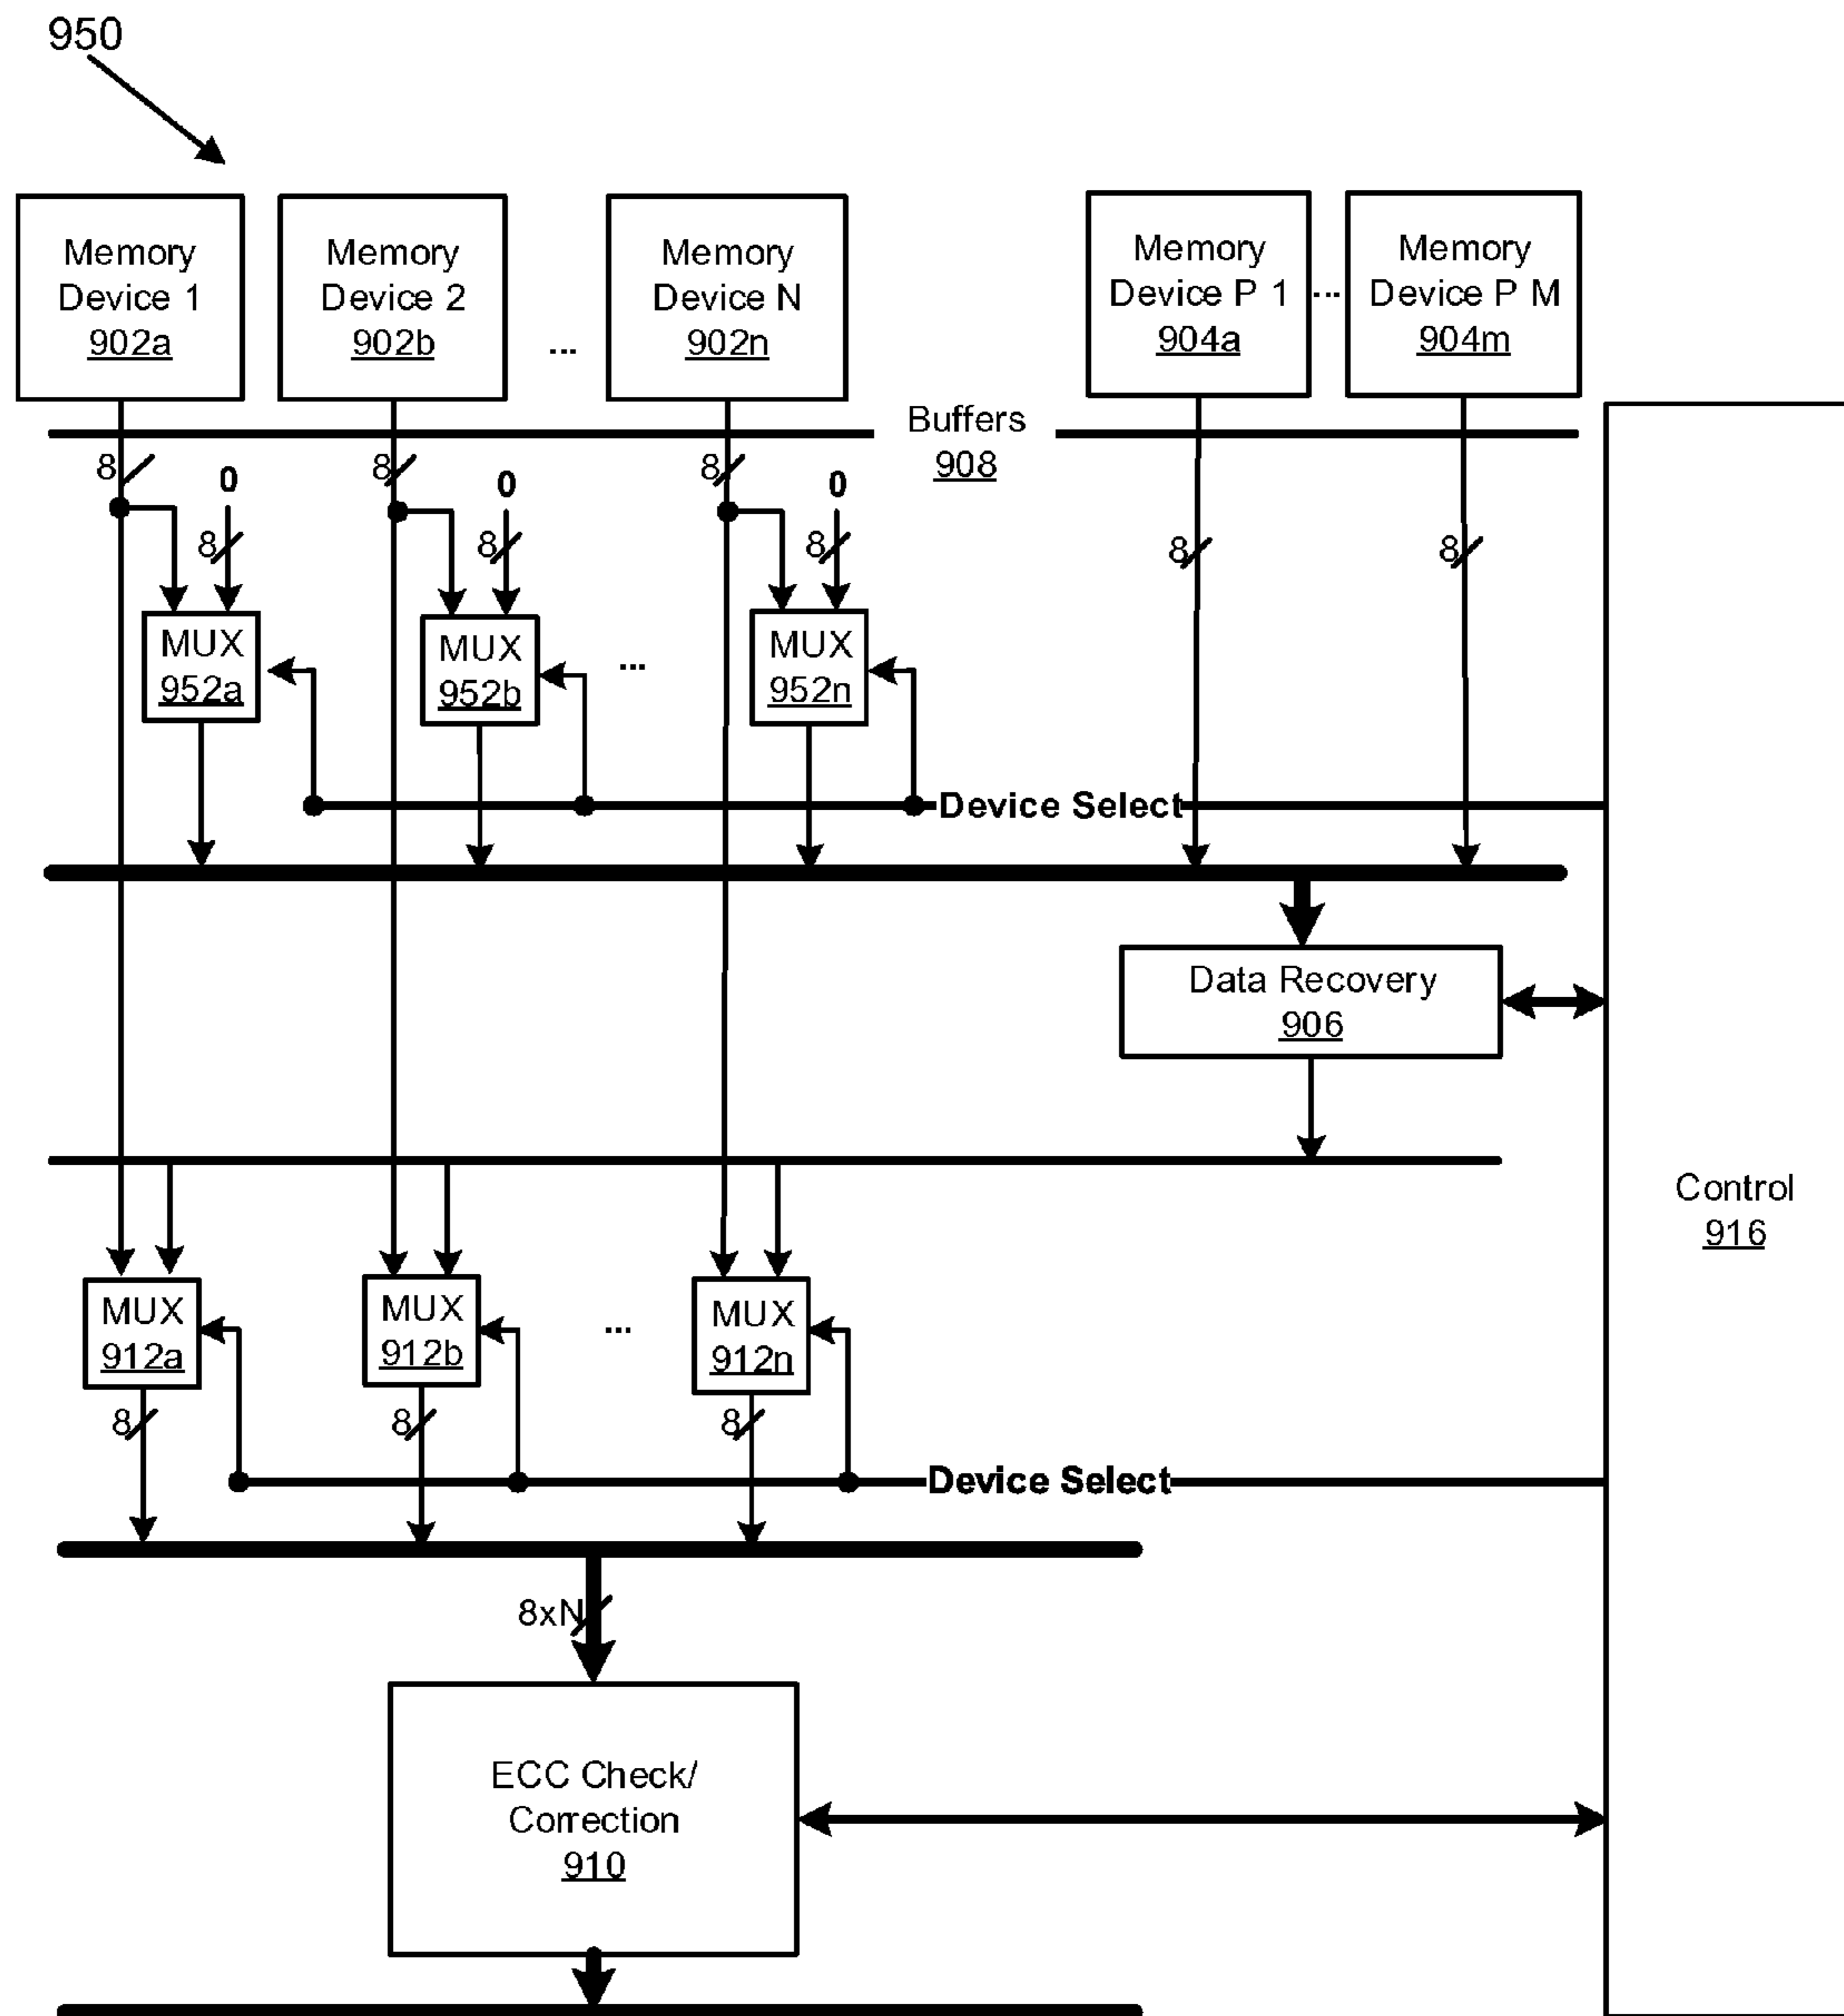 950
Memory
Device 1
902a
Memory
Device 2
902b
...
Memory
Device N
902n
Memory
Device P 1
904a
...
Memory
Device P M
904m
Buffers
908
8
0
8
8
0
8
8
0
8
8
8
MUX
952a
MUX
952b
...
MUX
952n
Device Select
Data Recovery
906
Control
916
MUX
912a
MUX
912b
...
MUX
912n
8
8
8
Device Select
8xN
ECC Check/
Correction
910